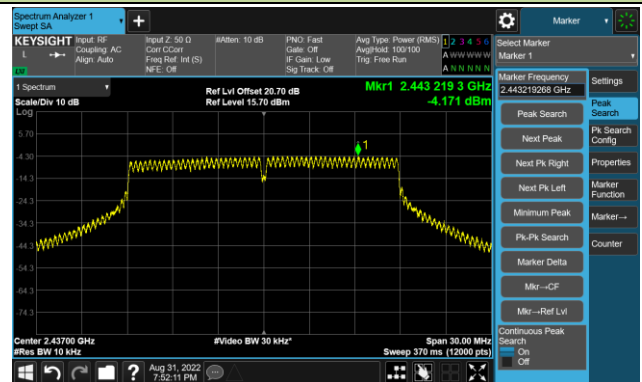 Spectrum Analyzer 1
Swept SA
Marker
KEYSIGHT
L
LW
Input: RF
Coupling: AC
Align: Auto
Input Z: 50 Ω
Corr CCorr
Freq Ref: Int (S)
NFE: Off
#Atten: 10 dB
PNO: Fast
Gate: Off
IF Gain: Low
Sig Track: Off
Avg Type: Power (RMS)
Avg|Hold: 100/100
Trig: Free Run
1 2 3 4 5 6
A W W W W W
A N N N N N
Select Marker
Marker 1
1 Spectrum
Scale/Div 10 dB
Log
Ref Lvl Offset 20.70 dB
Ref Level 15.70 dBm
Mkr1 2.443 219 3 GHz
-4.171 dBm
5.70
-4.30
-14.3
-24.3
-34.3
-44.3
-54.3
-64.3
-74.3
1
Center 2.43700 GHz
#Res BW 10 kHz
#Video BW 30 kHz*
Span 30.00 MHz
Sweep 370 ms (12000 pts)
Marker Frequency
2.443219268 GHz
Peak Search
Next Peak
Next Pk Right
Next Pk Left
Minimum Peak
Pk-Pk Search
Marker Delta
Mkr→CF
Mkr→Ref Lvl
Continuous Peak
Search
On
Off
Settings
Peak
Search
Pk Search
Config
Properties
Marker
Function
Marker→
Counter
Aug 31, 2022
7:52:11 PM